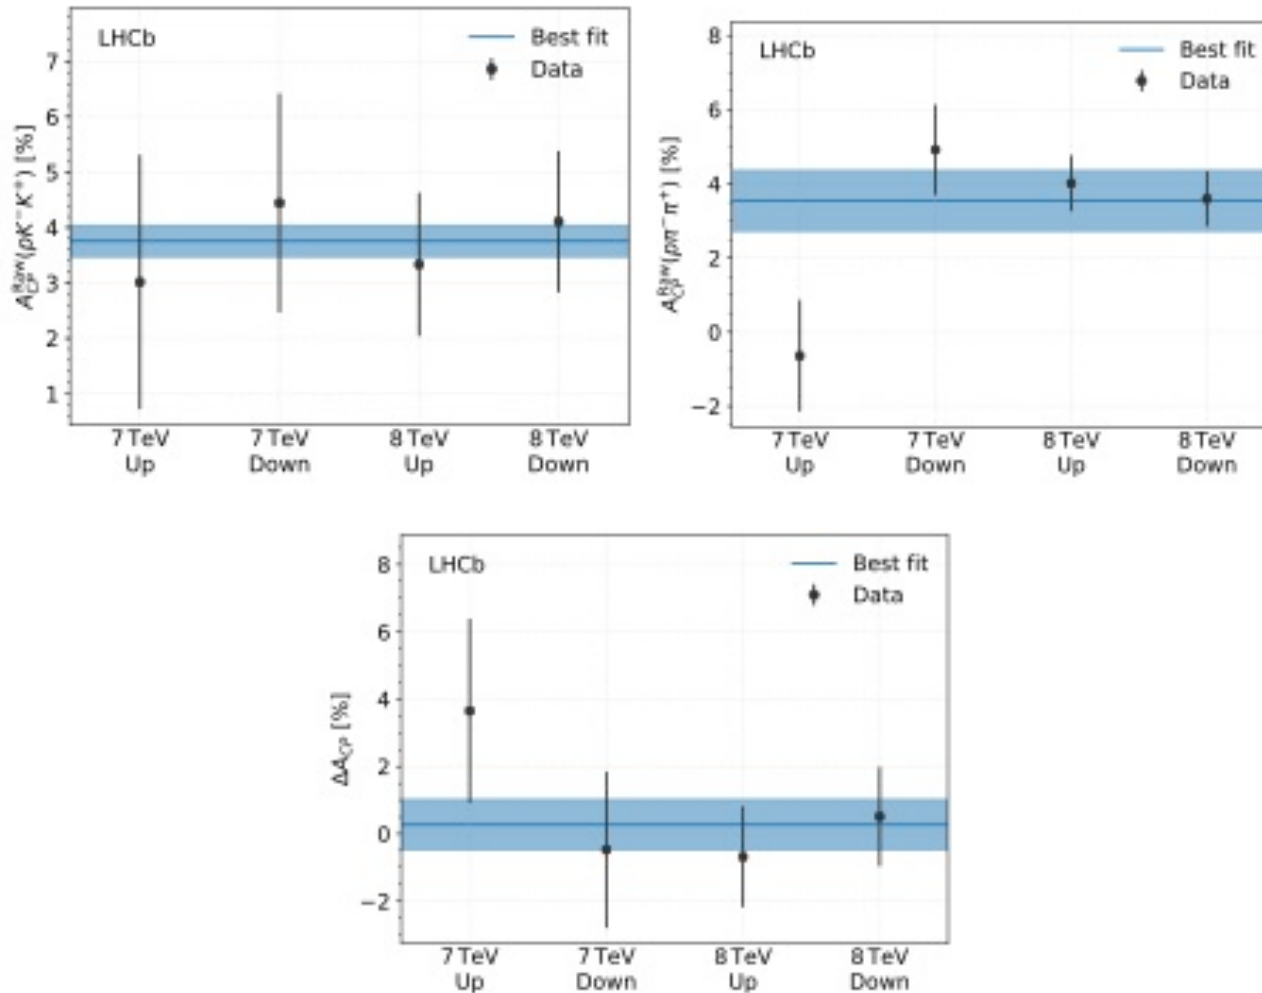 LHCb
Best fit
Data
7
6
5
4
3
2
1
A_CP^Raw(pK⁻K⁺) [%]
7 TeV Up
7 TeV Down
8 TeV Up
8 TeV Down
LHCb
Best fit
Data
8
6
4
2
0
−2
A_CP^Raw(pπ⁻π⁺) [%]
7 TeV Up
7 TeV Down
8 TeV Up
8 TeV Down
LHCb
Best fit
Data
8
6
4
2
0
−2
ΔA_CP [%]
7 TeV Up
7 TeV Down
8 TeV Up
8 TeV Down